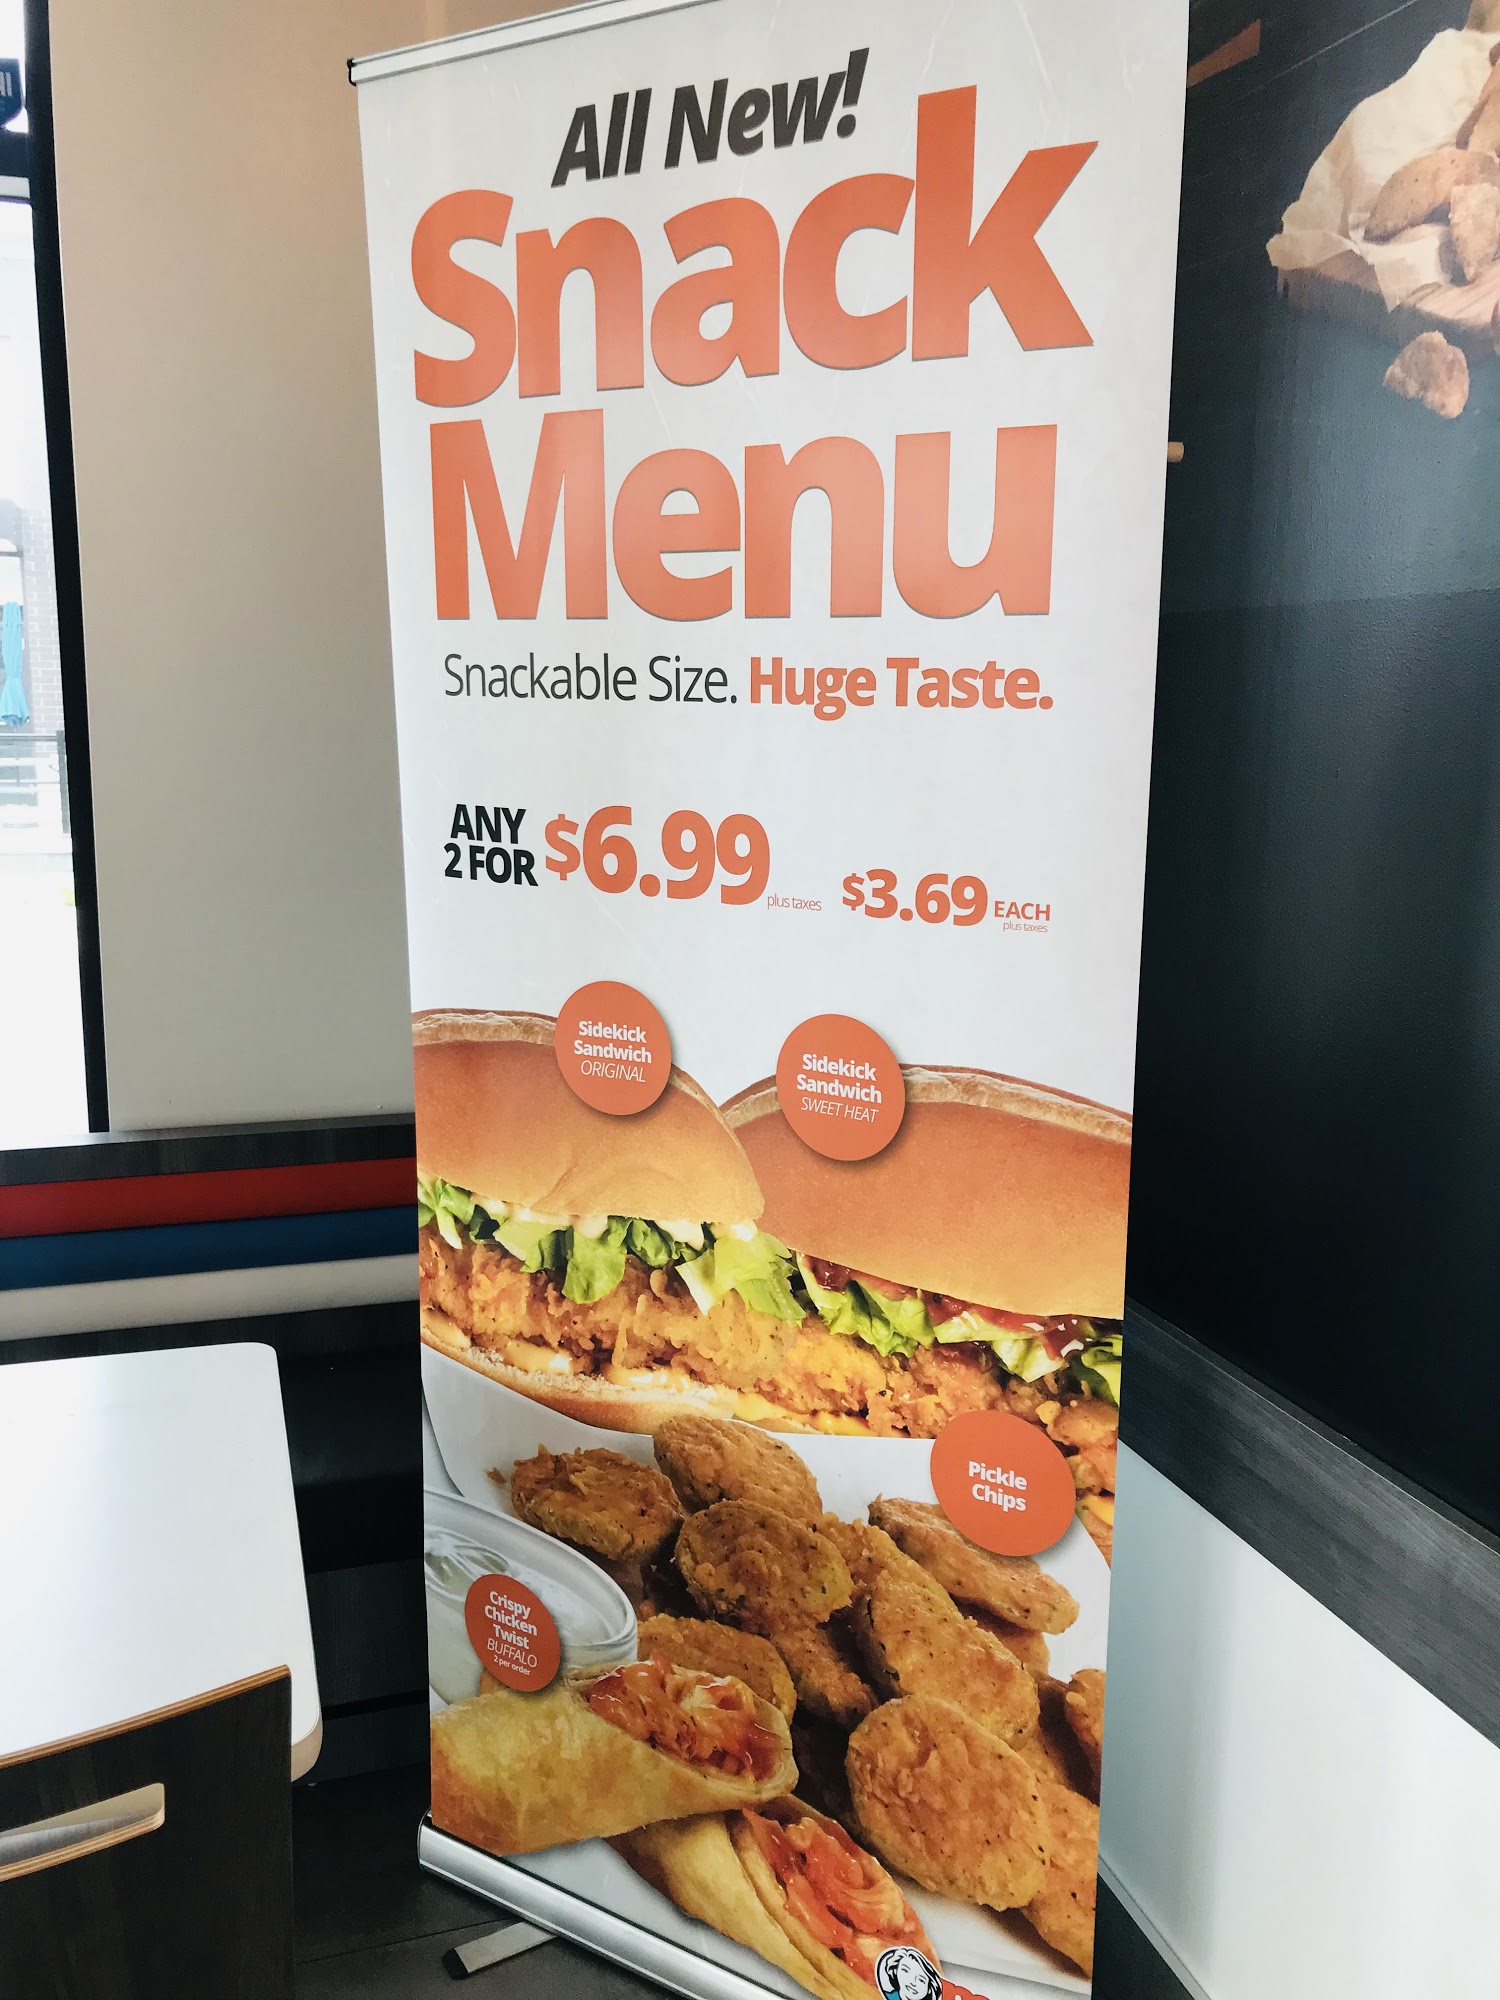 All New!
Snack
Menu
Snackable Size. Huge Taste.
ANY
2 FOR $6.99 plus taxes $3.69 EACH
plus taxes
Sidekick
Sandwich
ORIGINAL
Sidekick
Sandwich
SWEET HEAT
Pickle
Chips
Crispy
Chicken
Twist
BUFFALO
2 per order